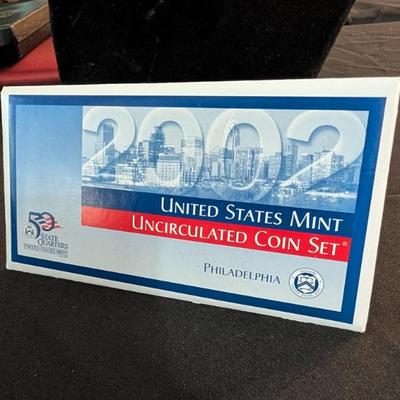 2002
UNITED STATES MINT
UNCIRCULATED COIN SET®
PHILADELPHIA
50
STATE
QUARTERS
UNITED STATES MINT